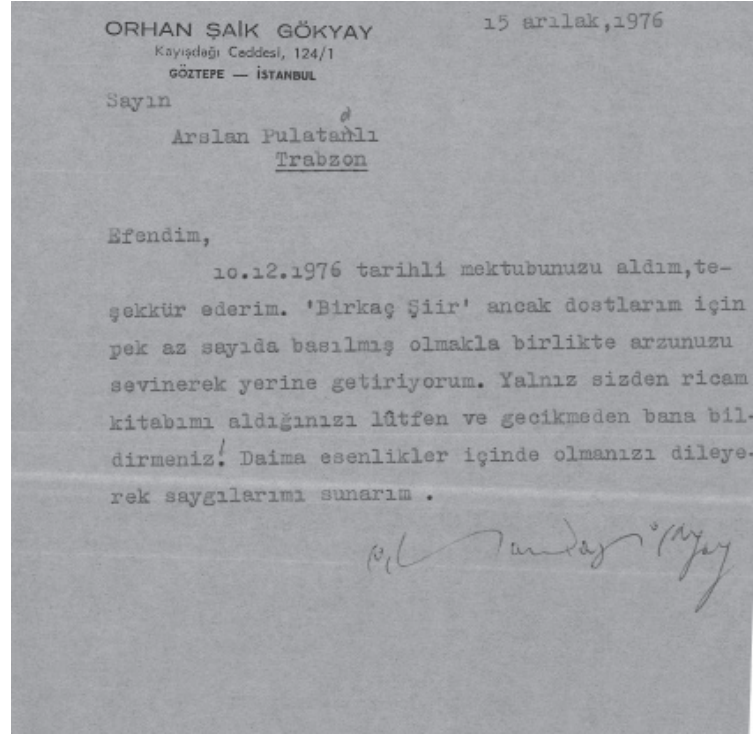 ORHAN ŞAİK GÖKYAY
Kayışdağı Caddesi, 124/1
GÖZTEPE — İSTANBUL
15 arılak,1976
Sayın
Arslan Pulatanlı
d
Trabzon
Efendim,
10.12.1976 tarihli mektubunuzu aldım,te-
şekkür ederim. 'Birkaç Şiir' ancak dostlarım için
pek az sayıda basılmış olmakla birlikte arzunuzu
sevinerek yerine getiriyorum. Yalnız sizden ricam
kitabımı aldığınızı lûtfen ve gecikmeden bana bil-
dirmeniz! Daima esenlikler içinde olmanızı dileye-
rek saygılarımı sunarım .